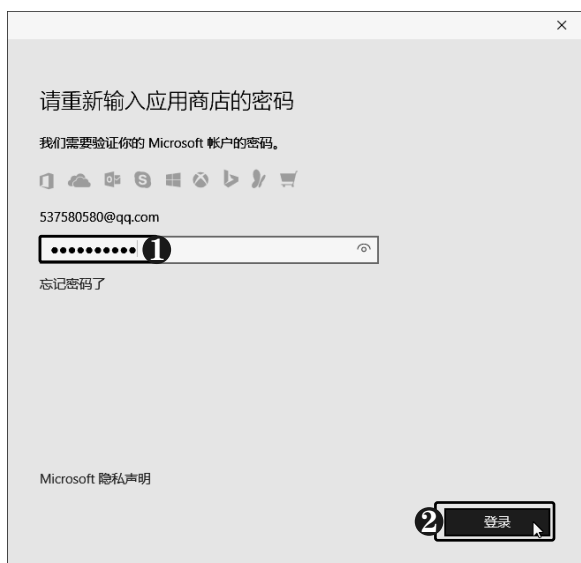 请重新输入应用商店的密码
我们需要验证你的 Microsoft 帐户的密码。
537580580@qq.com
●●●●●●●●●● 1
忘记密码了
Microsoft 隐私声明
2 登录